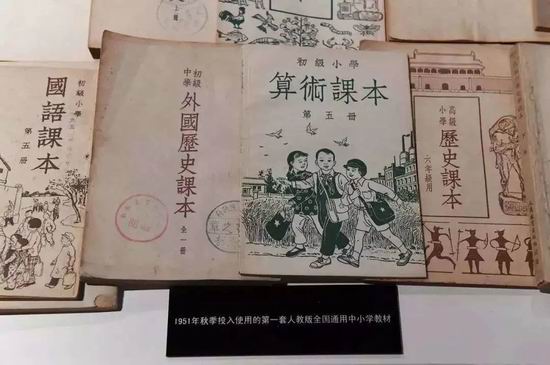 初級小學
國語課本
第五冊
初級
中學
外國歷史課本
全一冊
初級小學
算術課本
第五冊
高級
小學
歷史課本
六年級用
1951年秋季投入使用的第一套人教版全国通用中小学教材